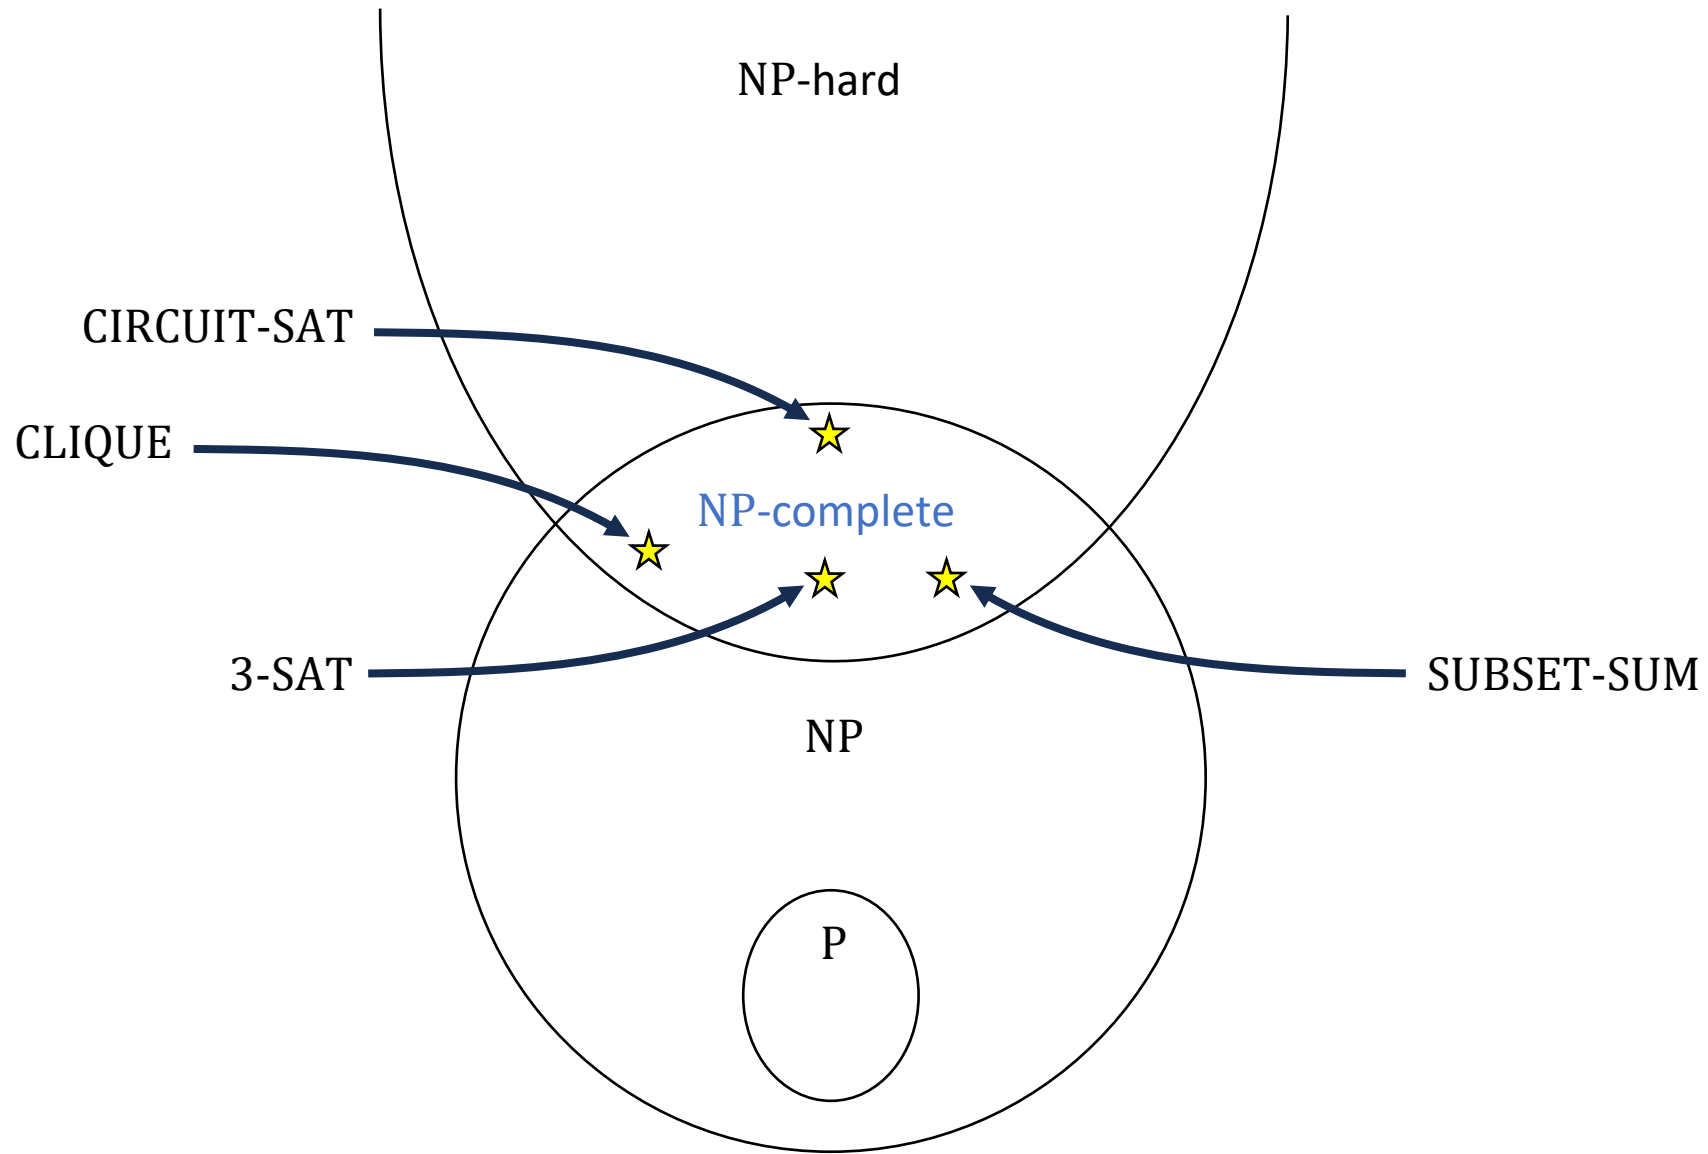 NP-hard
CIRCUIT-SAT
CLIQUE
NP-complete
3-SAT
SUBSET-SUM
NP
P